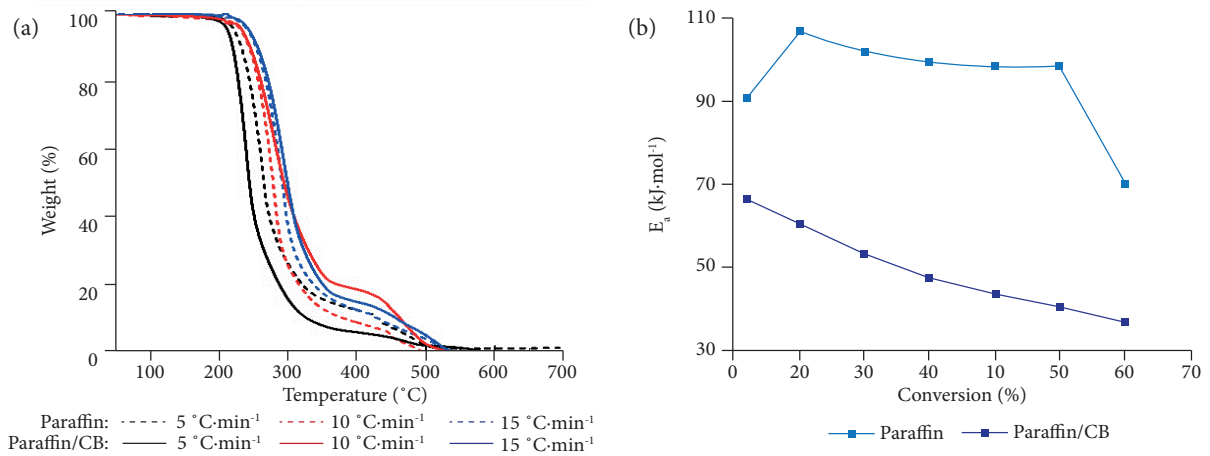 (a)
100
80
60
40
20
0
Weight (%)
100 200 300 400 500 600 700
Temperature (˚C)
Paraffin: 5 ˚C·min⁻¹ 10 ˚C·min⁻¹ 15 ˚C·min⁻¹
Paraffin/CB: 5 ˚C·min⁻¹ 10 ˚C·min⁻¹ 15 ˚C·min⁻¹
(b)
110
90
70
50
30
Eₐ (kJ·mol⁻¹)
0 20 30 40 10 50 60 70
Conversion (%)
Paraffin Paraffin/CB